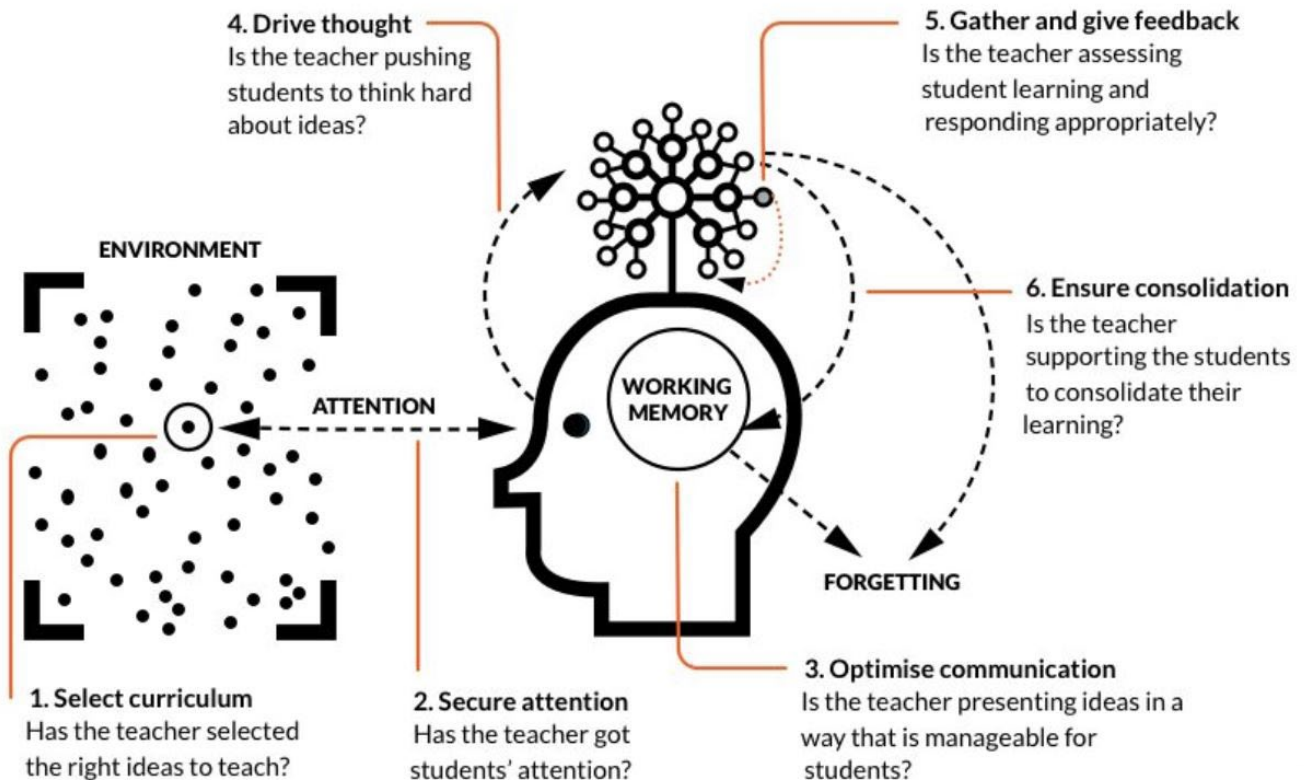 4. Drive thought
Is the teacher pushing
students to think hard
about ideas?
5. Gather and give feedback
Is the teacher assessing
student learning and
responding appropriately?
ENVIRONMENT
ATTENTION
WORKING
MEMORY
6. Ensure consolidation
Is the teacher
supporting the students
to consolidate their
learning?
FORGETTING
1. Select curriculum
Has the teacher selected
the right ideas to teach?
2. Secure attention
Has the teacher got
students' attention?
3. Optimise communication
Is the teacher presenting ideas in a
way that is manageable for
students?